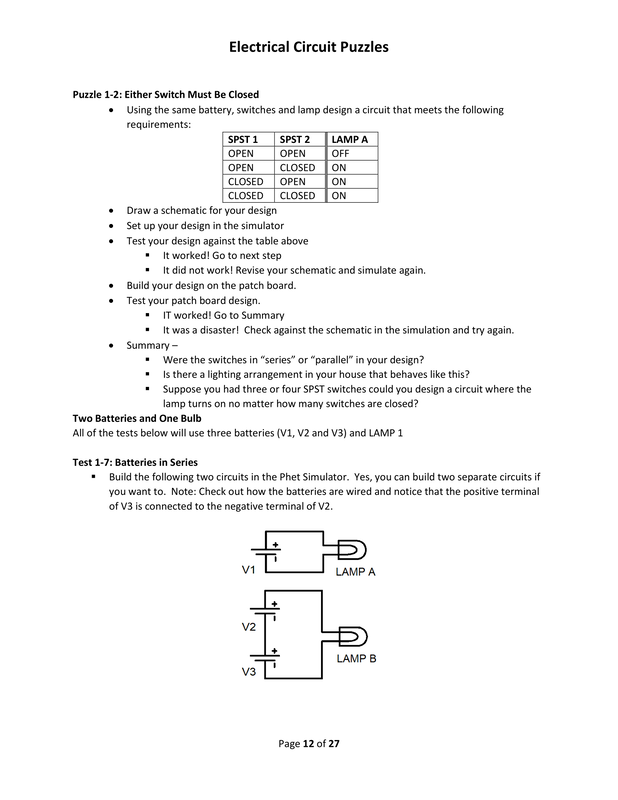 Electrical Circuit Puzzles
Puzzle 1-2: Either Switch Must Be Closed
• Using the same battery, switches and lamp design a circuit that meets the following
requirements:
SPST 1 SPST 2 LAMP A
OPEN OPEN OFF
OPEN CLOSED ON
CLOSED OPEN ON
CLOSED CLOSED ON
• Draw a schematic for your design
• Set up your design in the simulator
• Test your design against the table above
▪ It worked! Go to next step
▪ It did not work! Revise your schematic and simulate again.
• Build your design on the patch board.
• Test your patch board design.
▪ IT worked! Go to Summary
▪ It was a disaster! Check against the schematic in the simulation and try again.
• Summary –
▪ Were the switches in “series” or “parallel” in your design?
▪ Is there a lighting arrangement in your house that behaves like this?
▪ Suppose you had three or four SPST switches could you design a circuit where the
lamp turns on no matter how many switches are closed?
Two Batteries and One Bulb
All of the tests below will use three batteries (V1, V2 and V3) and LAMP 1
Test 1-7: Batteries in Series
▪ Build the following two circuits in the Phet Simulator. Yes, you can build two separate circuits if
you want to. Note: Check out how the batteries are wired and notice that the positive terminal
of V3 is connected to the negative terminal of V2.
+
V1
LAMP A
+
V2
+
V3
LAMP B
Page 12 of 27